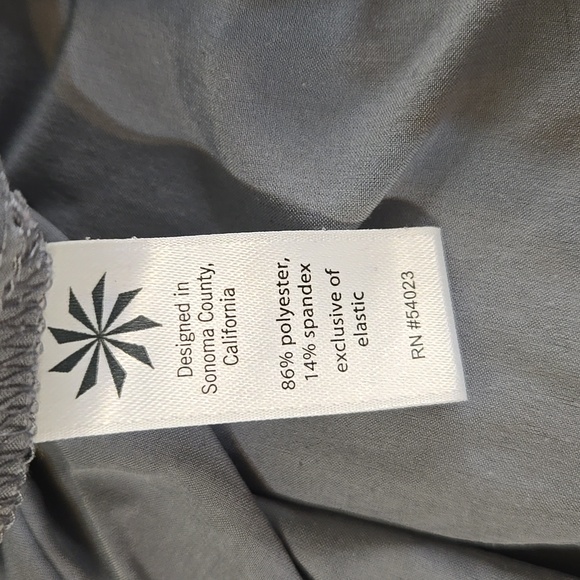 Designed in
Sonoma County,
California
86% polyester,
14% spandex
exclusive of
elastic
RN #54023